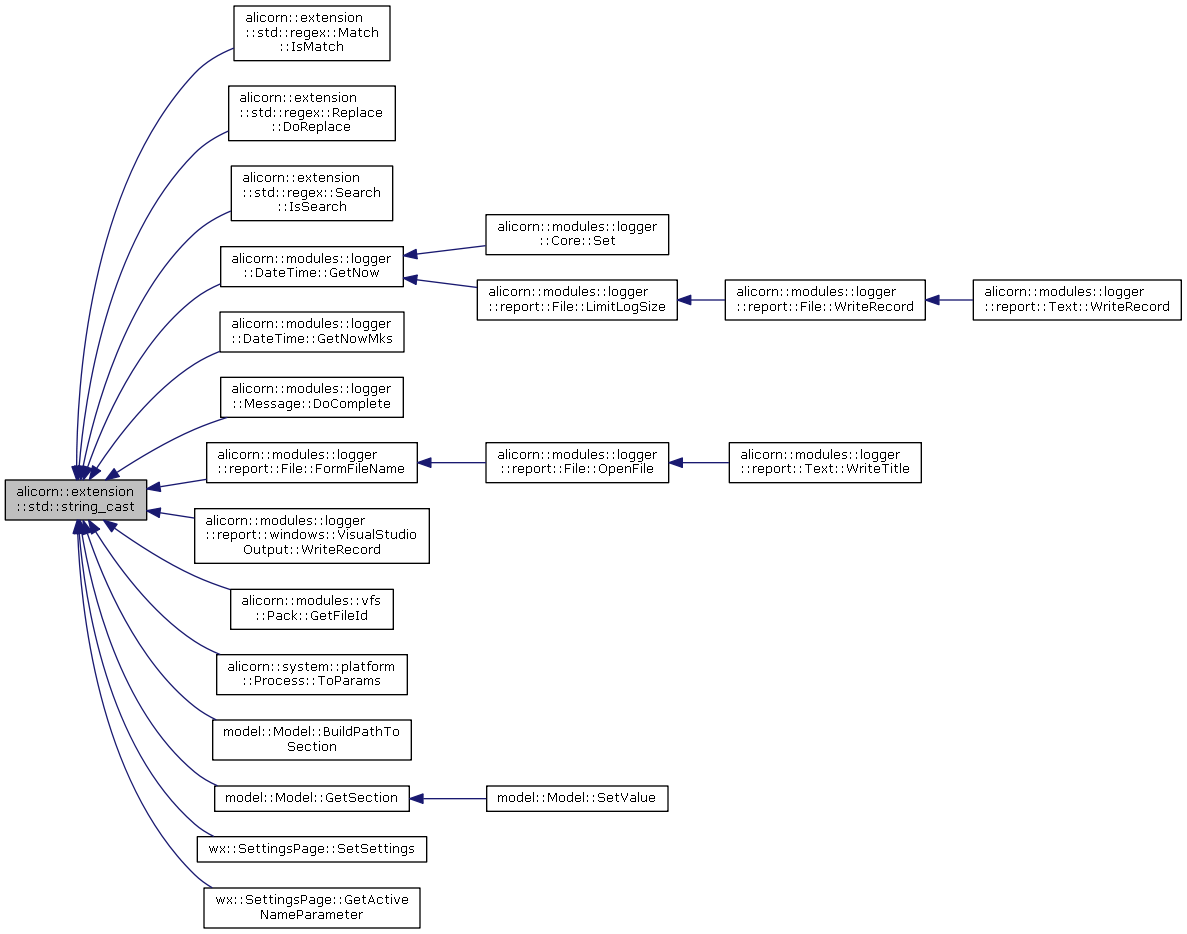 alicorn::extension
::std::regex::Match
::IsMatch
alicorn::extension
::std::regex::Replace
::DoReplace
alicorn::extension
::std::regex::Search
::IsSearch
alicorn::modules::logger
::DateTime::GetNow
alicorn::modules::logger
::Core::Set
alicorn::modules::logger
::report::File::LimitLogSize
alicorn::modules::logger
::report::File::WriteRecord
alicorn::modules::logger
::report::Text::WriteRecord
alicorn::modules::logger
::DateTime::GetNowMks
alicorn::modules::logger
::Message::DoComplete
alicorn::modules::logger
::report::File::FormFileName
alicorn::modules::logger
::report::File::OpenFile
alicorn::modules::logger
::report::Text::WriteTitle
alicorn::extension
::std::string_cast
alicorn::modules::logger
::report::windows::VisualStudio
Output::WriteRecord
alicorn::modules::vfs
::Pack::GetFileId
alicorn::system::platform
::Process::ToParams
model::Model::BuildPathTo
Section
model::Model::GetSection
model::Model::SetValue
wx::SettingsPage::SetSettings
wx::SettingsPage::GetActive
NameParameter